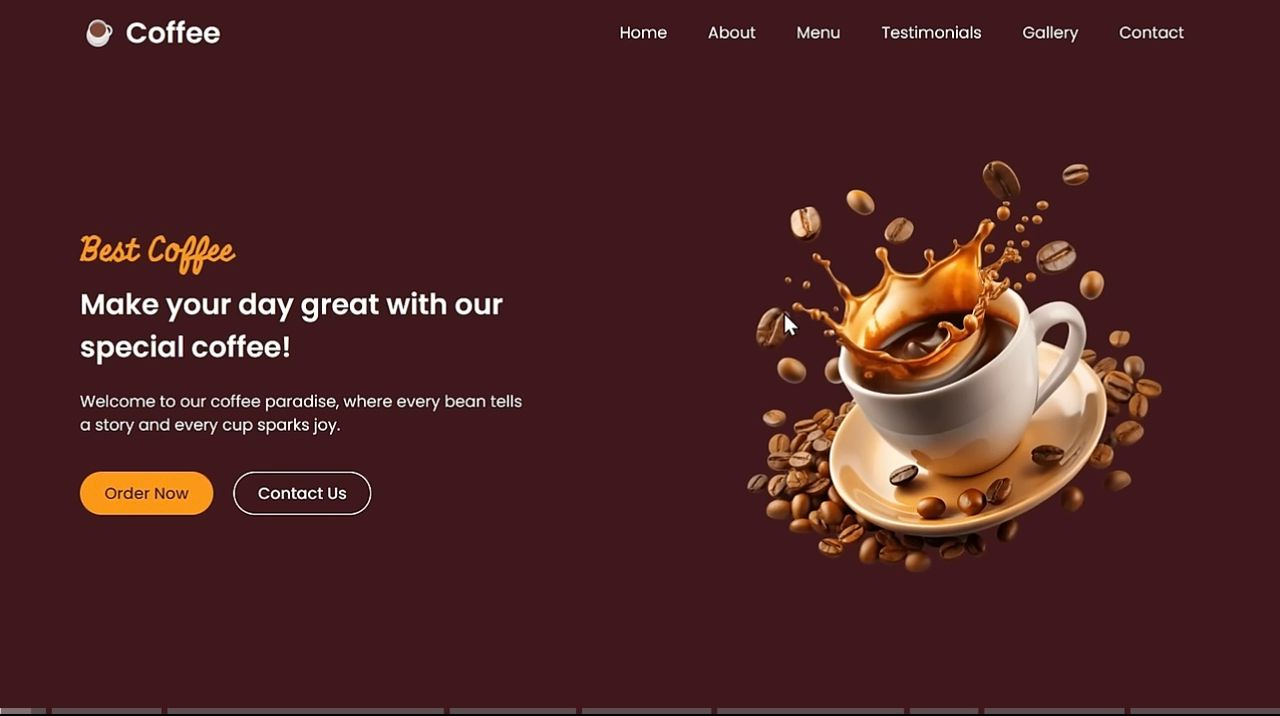 Coffee
Home About Menu Testimonials Gallery Contact
Best Coffee
Make your day great with our
special coffee!
Welcome to our coffee paradise, where every bean tells
a story and every cup sparks joy.
Order Now Contact Us